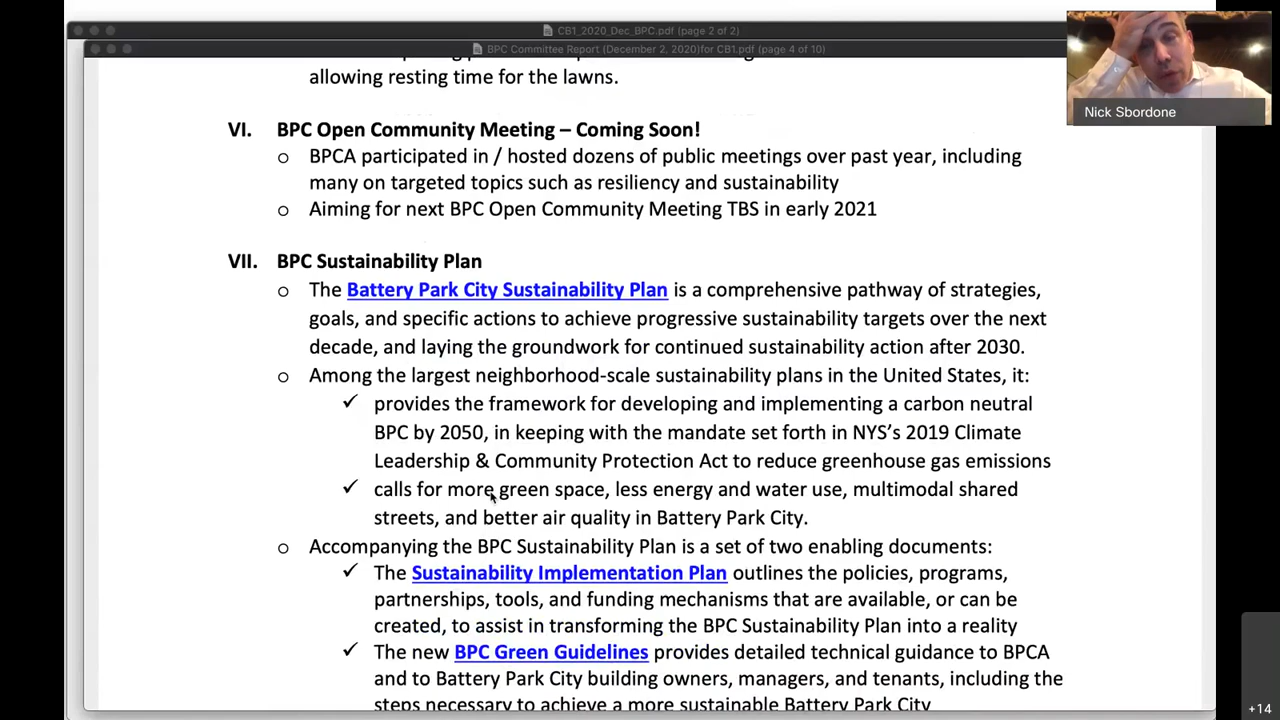 CB1_2020_Dec_BPC.pdf (page 2 of 2)
BPC Committee Report (December 2, 2020)for CB1.pdf (page 4 of 10)
allowing resting time for the lawns.
VI. BPC Open Community Meeting – Coming Soon!
o BPCA participated in / hosted dozens of public meetings over past year, including
many on targeted topics such as resiliency and sustainability
o Aiming for next BPC Open Community Meeting TBS in early 2021
VII. BPC Sustainability Plan
o The Battery Park City Sustainability Plan is a comprehensive pathway of strategies,
goals, and specific actions to achieve progressive sustainability targets over the next
decade, and laying the groundwork for continued sustainability action after 2030.
o Among the largest neighborhood-scale sustainability plans in the United States, it:
✓ provides the framework for developing and implementing a carbon neutral
BPC by 2050, in keeping with the mandate set forth in NYS’s 2019 Climate
Leadership & Community Protection Act to reduce greenhouse gas emissions
✓ calls for more green space, less energy and water use, multimodal shared
streets, and better air quality in Battery Park City.
o Accompanying the BPC Sustainability Plan is a set of two enabling documents:
✓ The Sustainability Implementation Plan outlines the policies, programs,
partnerships, tools, and funding mechanisms that are available, or can be
created, to assist in transforming the BPC Sustainability Plan into a reality
✓ The new BPC Green Guidelines provides detailed technical guidance to BPCA
and to Battery Park City building owners, managers, and tenants, including the
steps necessary to achieve a more sustainable Battery Park City
Nick Sbordone
+14